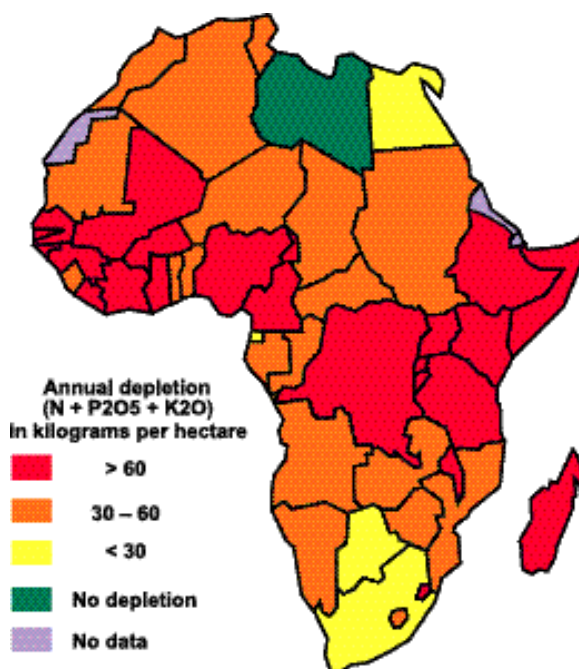 Annual depletion
(N + P2O5 + K2O)
In kilograms per hectare
> 60
30 – 60
< 30
No depletion
No data